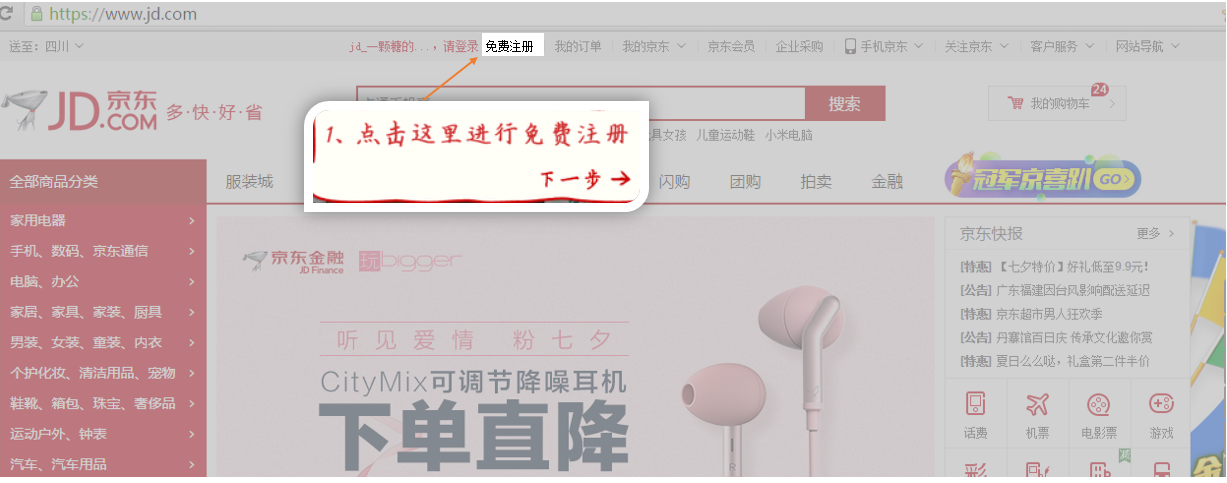 https://www.jd.com
送至：四川
jd_一颗糖的...，请登录 免费注册 我的订单 我的京东 京东会员 企业采购 手机京东 关注京东 客户服务 网站导航
JD.COM 京东 多·快·好·省
搜索
24
我的购物车
女孩 儿童运动鞋 小米电脑
1、点击这里进行免费注册
下一步→
全部商品分类 服装城 闪购 团购 拍卖 金融
冠军京喜趴 GO>
家用电器
手机、数码、京东通信
电脑、办公
家居、家具、家装、厨具
男装、女装、童装、内衣
个护化妆、清洁用品、宠物
鞋靴、箱包、珠宝、奢侈品
运动户外、钟表
汽车、汽车用品
京东金融
JD Finance
玩bigger
听见爱情 粉七夕
CityMix可调节降噪耳机
下单直降
京东快报 更多
[特惠] 【七夕特价】好礼低至9.9元！
[公告] 广东福建因台风影响配送延迟
[特惠] 京东超市男人狂欢季
[公告] 丹寨馆百日庆 传承文化邀你赏
[特惠] 夏日么么哒，礼盒第二件半价
话费 机票 电影票 游戏